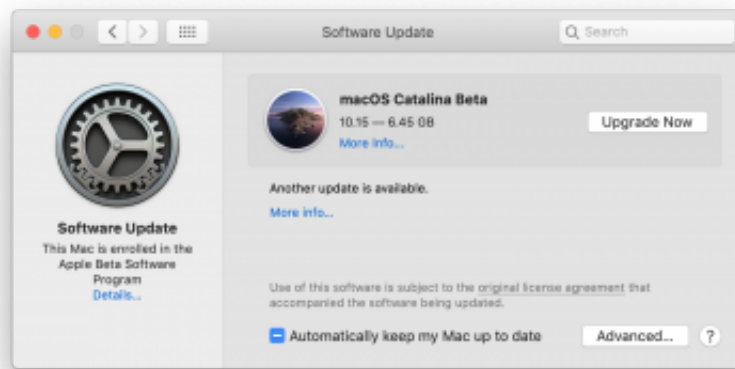 Software Update
Search
macOS Catalina Beta
10.15 — 6.45 GB
More info...
Upgrade Now
Another update is available.
More info...
Software Update
This Mac is enrolled in the
Apple Beta Software
Program
Details...
Use of this software is subject to the original license agreement that
accompanied the software being updated.
Automatically keep my Mac up to date
Advanced...
?